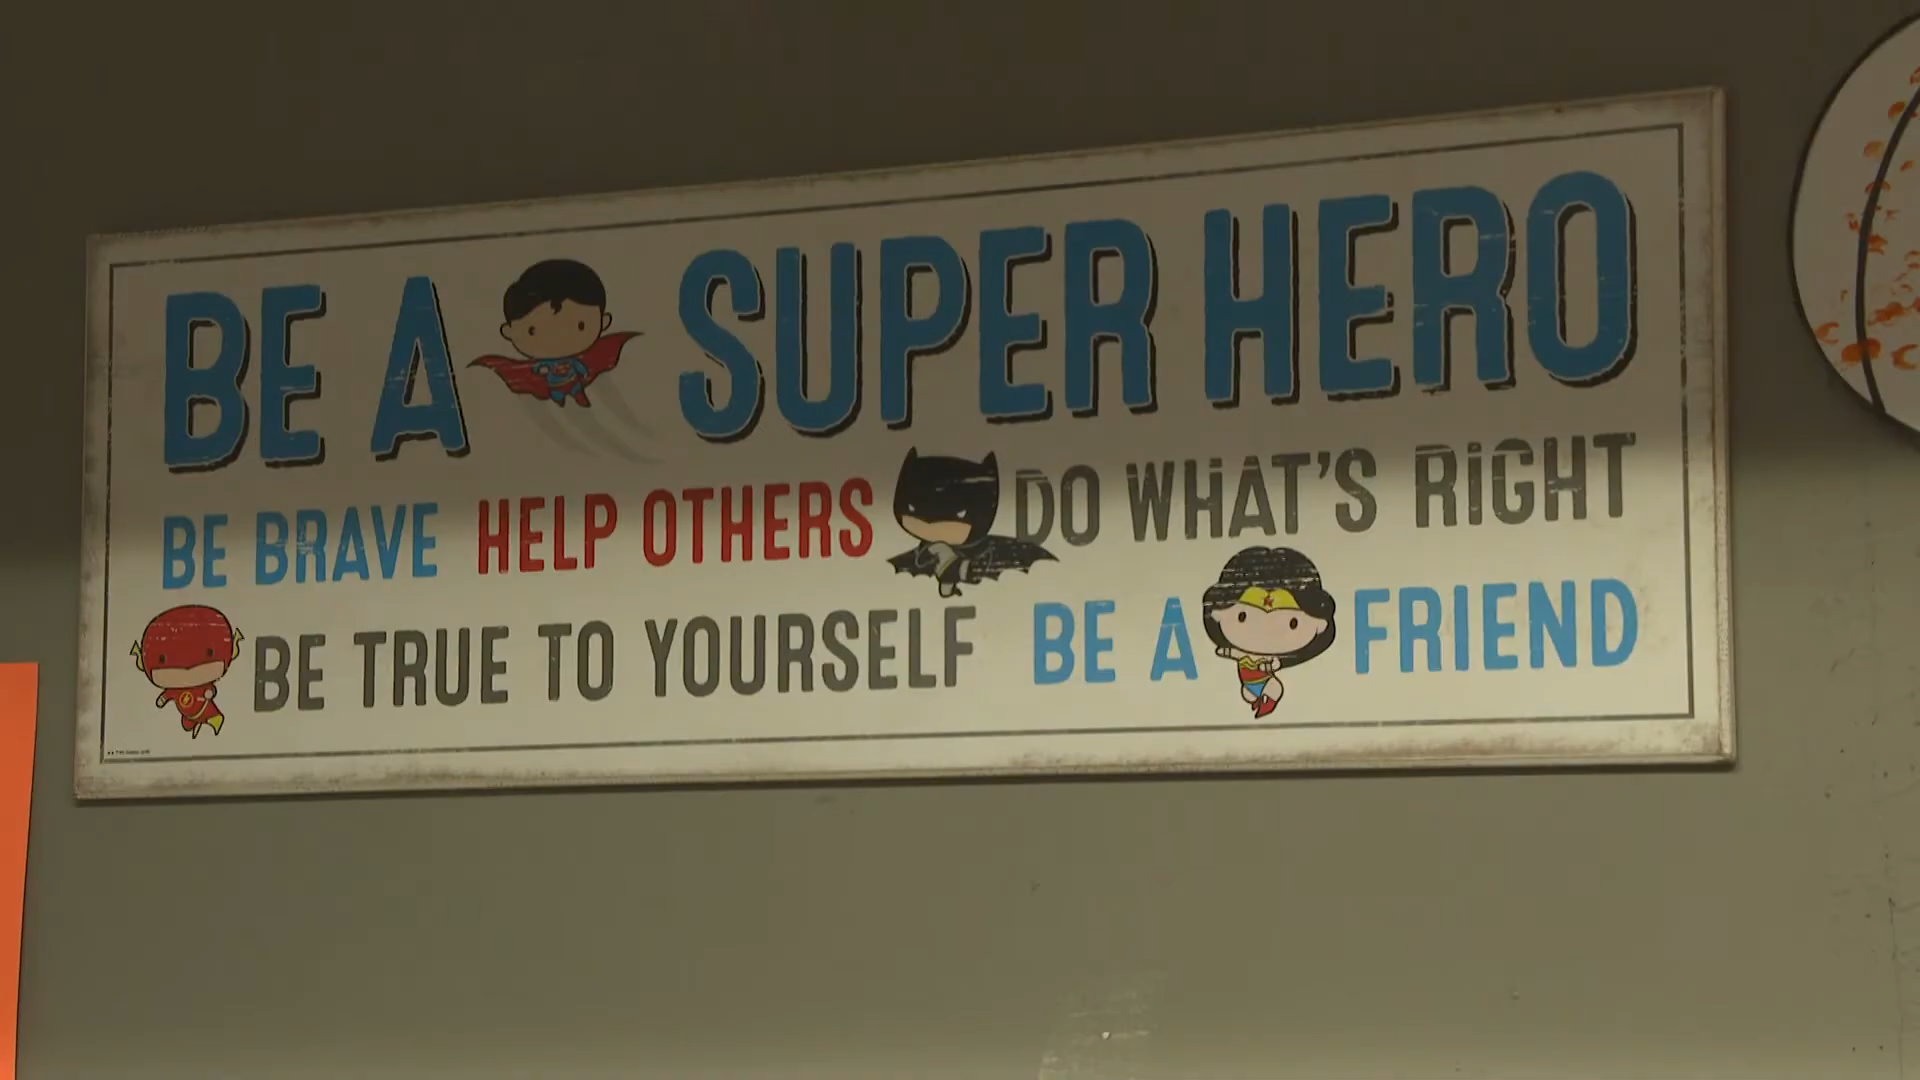 BE A SUPER HERO
BE BRAVE HELP OTHERS DO WHAT'S RIGHT
BE TRUE TO YOURSELF BE A FRIEND